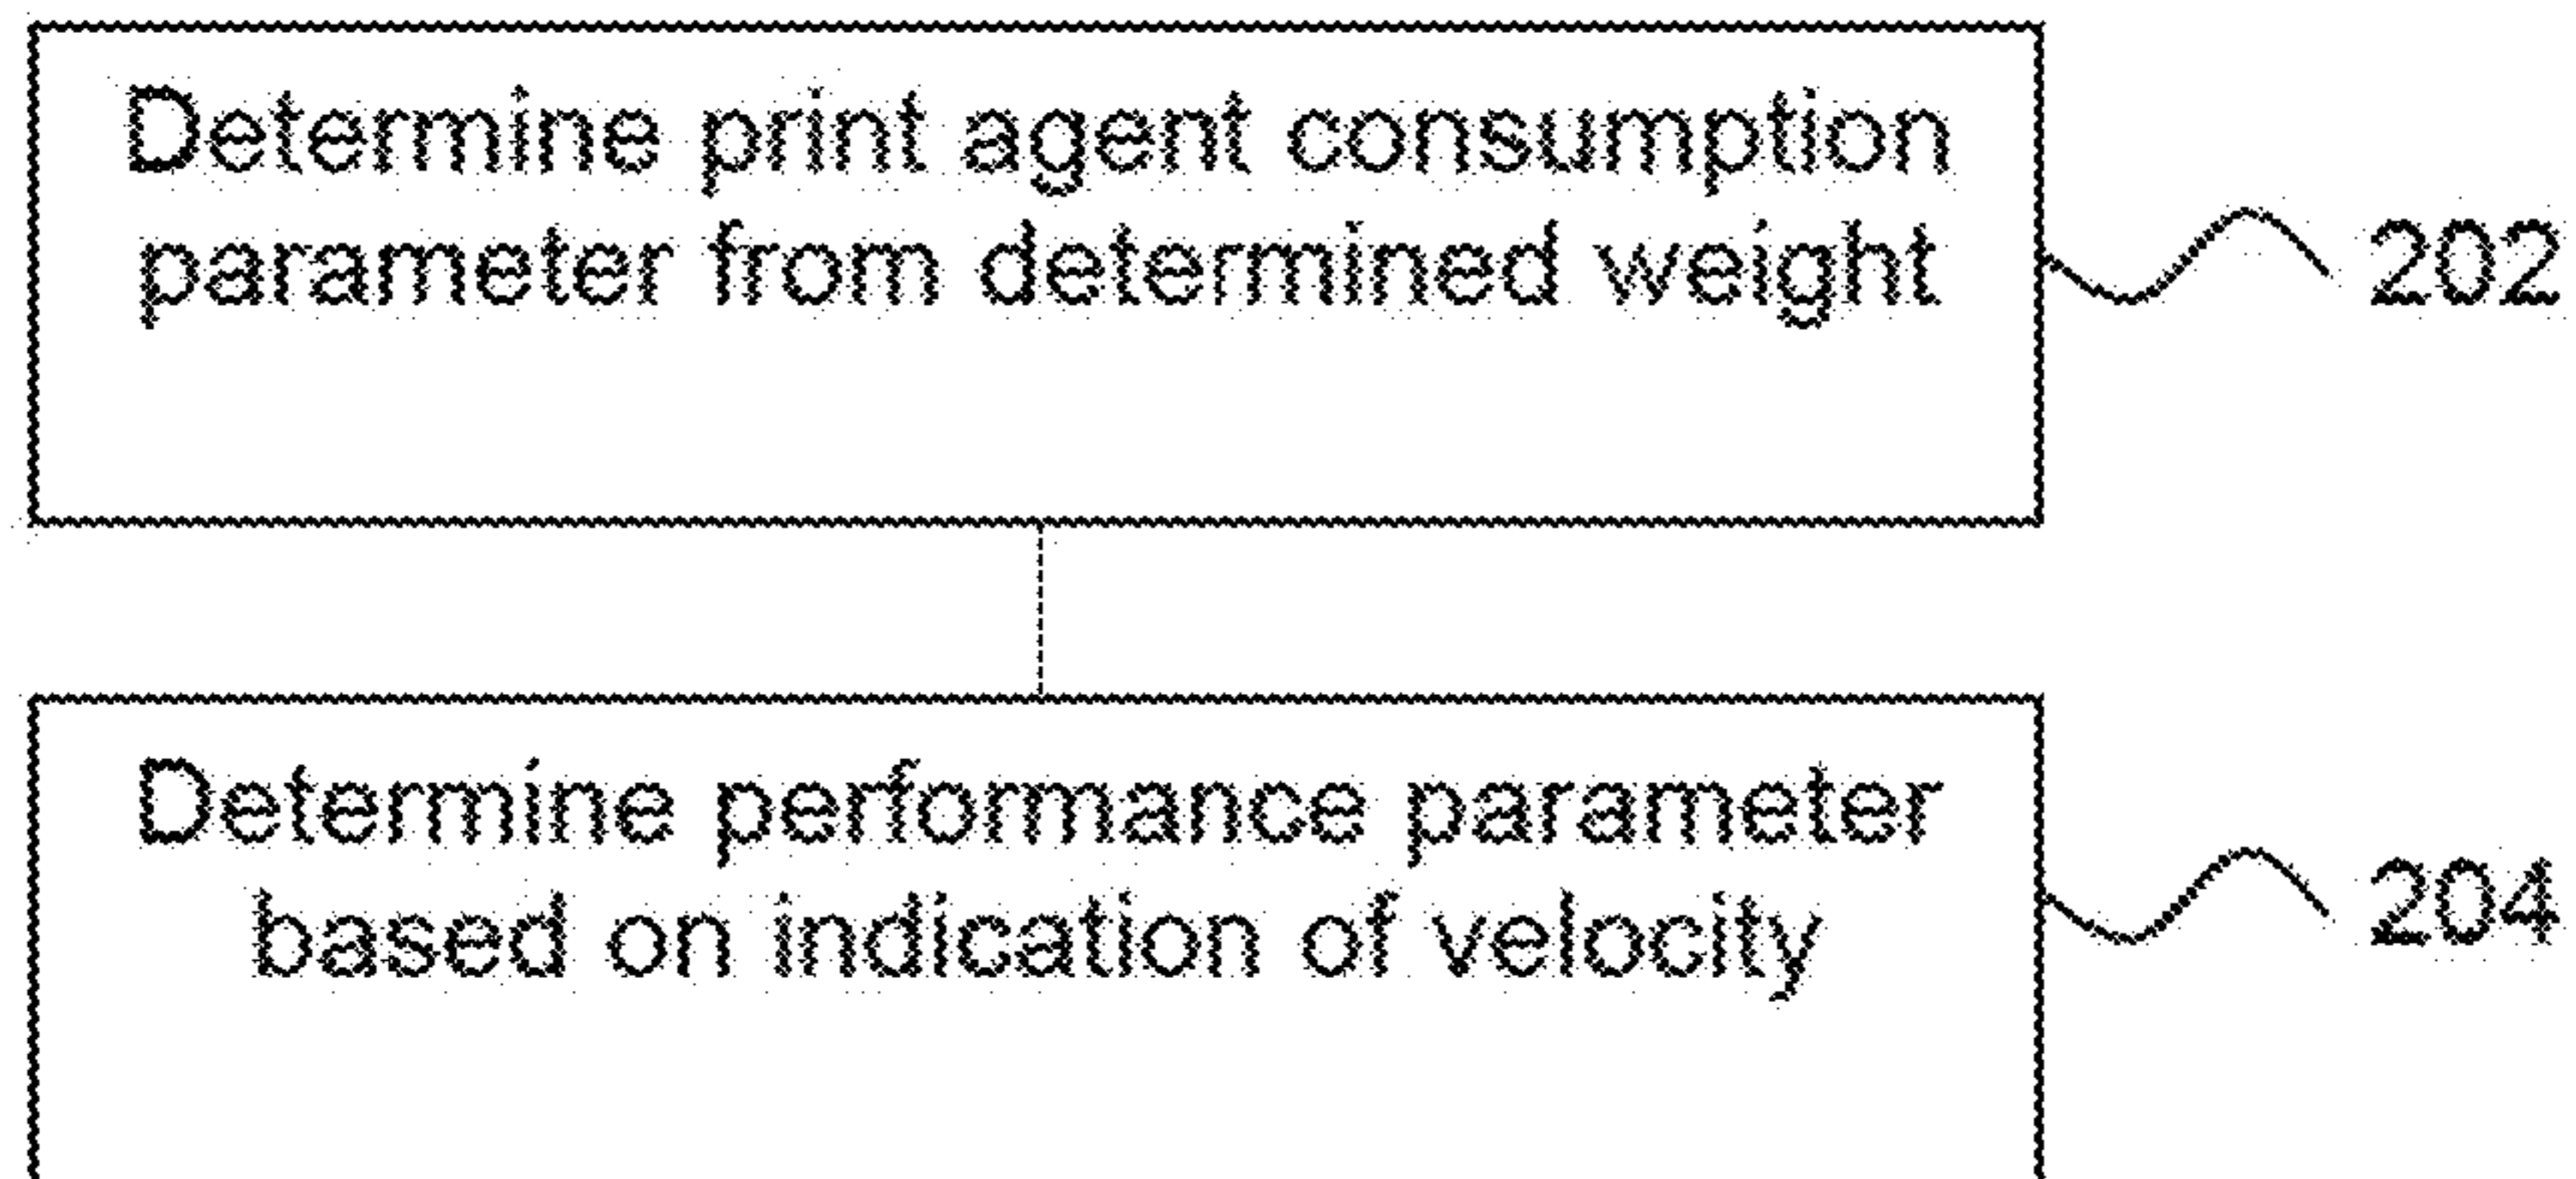 Determine print agent consumption
parameter from determined weight
202
Determine performance parameter
based on indication of velocity
204